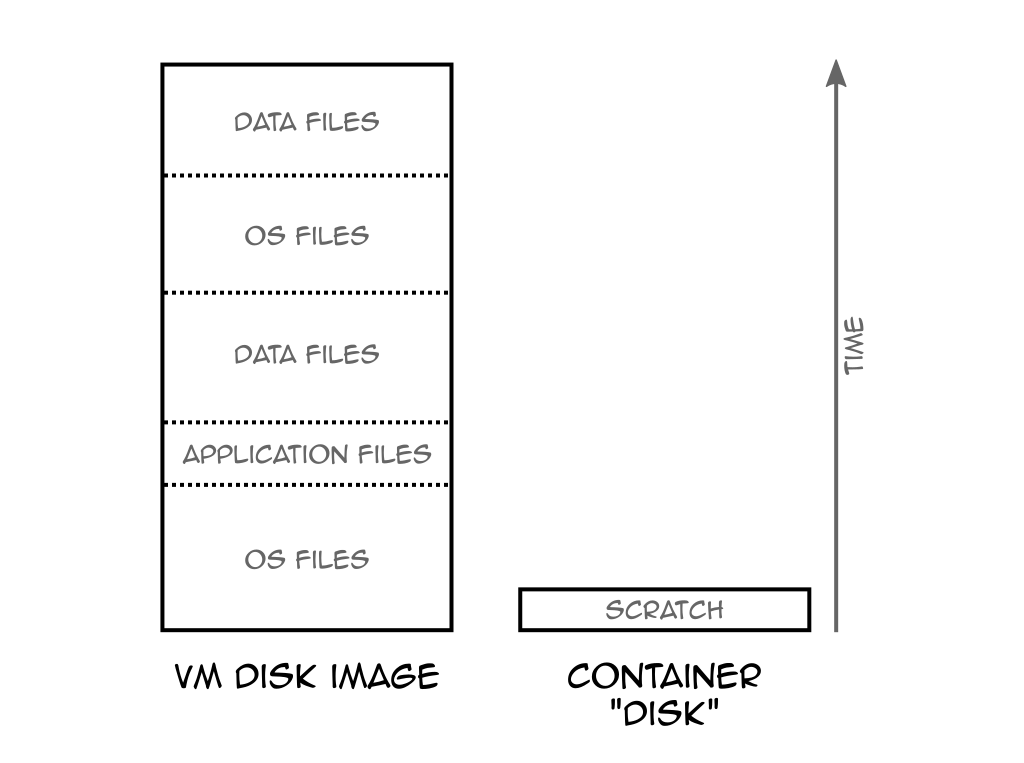 DATA FILES
OS FILES
DATA FILES
APPLICATION FILES
OS FILES
VM DISK IMAGE
SCRATCH
CONTAINER
"DISK"
TIME